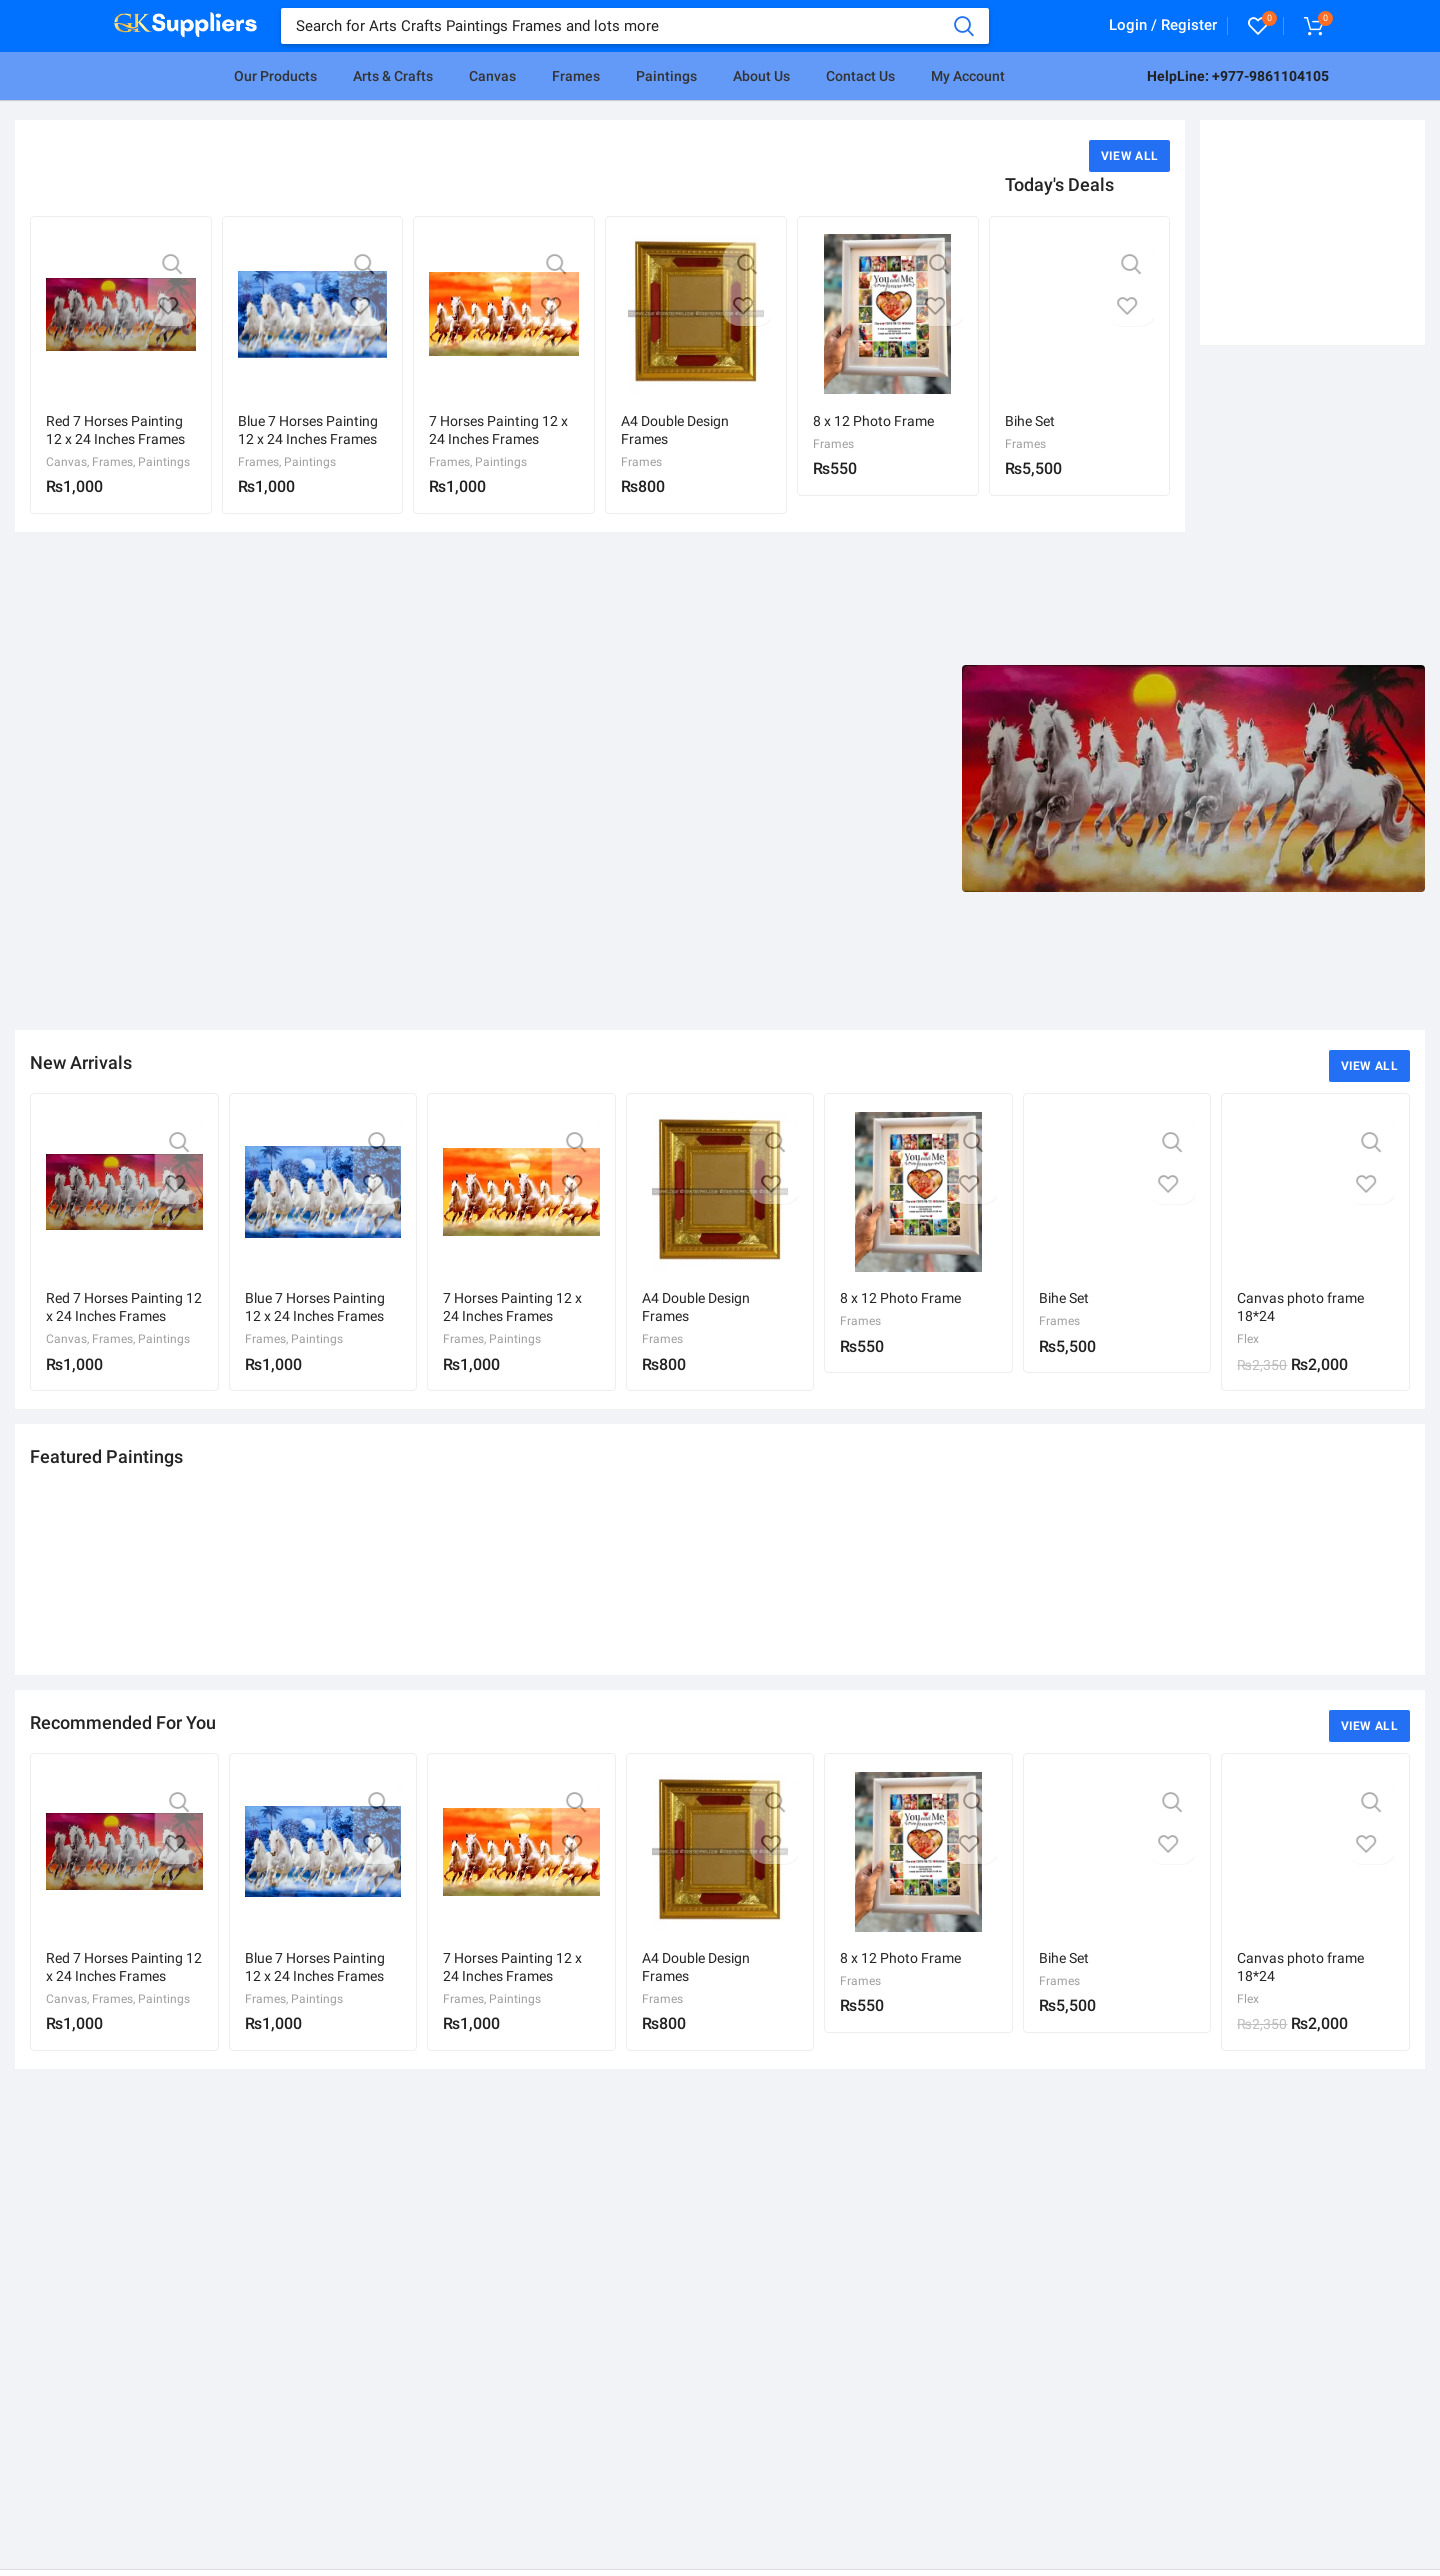 GKSuppliers
Search for Arts Crafts Paintings Frames and lots more
Login / Register
0
0
Our Products
Arts & Crafts
Canvas
Frames
Paintings
About Us
Contact Us
My Account
HelpLine: +977-9861104105
VIEW ALL
Today's Deals
You and Me
Red 7 Horses Painting
12 x 24 Inches Frames
Canvas, Frames, Paintings
₨1,000
Blue 7 Horses Painting
12 x 24 Inches Frames
Frames, Paintings
₨1,000
7 Horses Painting 12 x
24 Inches Frames
Frames, Paintings
₨1,000
A4 Double Design
Frames
Frames
₨800
8 x 12 Photo Frame
Frames
₨550
Bihe Set
Frames
₨5,500
New Arrivals
VIEW ALL
You and Me
Red 7 Horses Painting 12
x 24 Inches Frames
Canvas, Frames, Paintings
₨1,000
Blue 7 Horses Painting
12 x 24 Inches Frames
Frames, Paintings
₨1,000
7 Horses Painting 12 x
24 Inches Frames
Frames, Paintings
₨1,000
A4 Double Design
Frames
Frames
₨800
8 x 12 Photo Frame
Frames
₨550
Bihe Set
Frames
₨5,500
Canvas photo frame
18*24
Flex
₨2,350 ₨2,000
Featured Paintings
Recommended For You
VIEW ALL
You and Me
Red 7 Horses Painting 12
x 24 Inches Frames
Canvas, Frames, Paintings
₨1,000
Blue 7 Horses Painting
12 x 24 Inches Frames
Frames, Paintings
₨1,000
7 Horses Painting 12 x
24 Inches Frames
Frames, Paintings
₨1,000
A4 Double Design
Frames
Frames
₨800
8 x 12 Photo Frame
Frames
₨550
Bihe Set
Frames
₨5,500
Canvas photo frame
18*24
Flex
₨2,350 ₨2,000